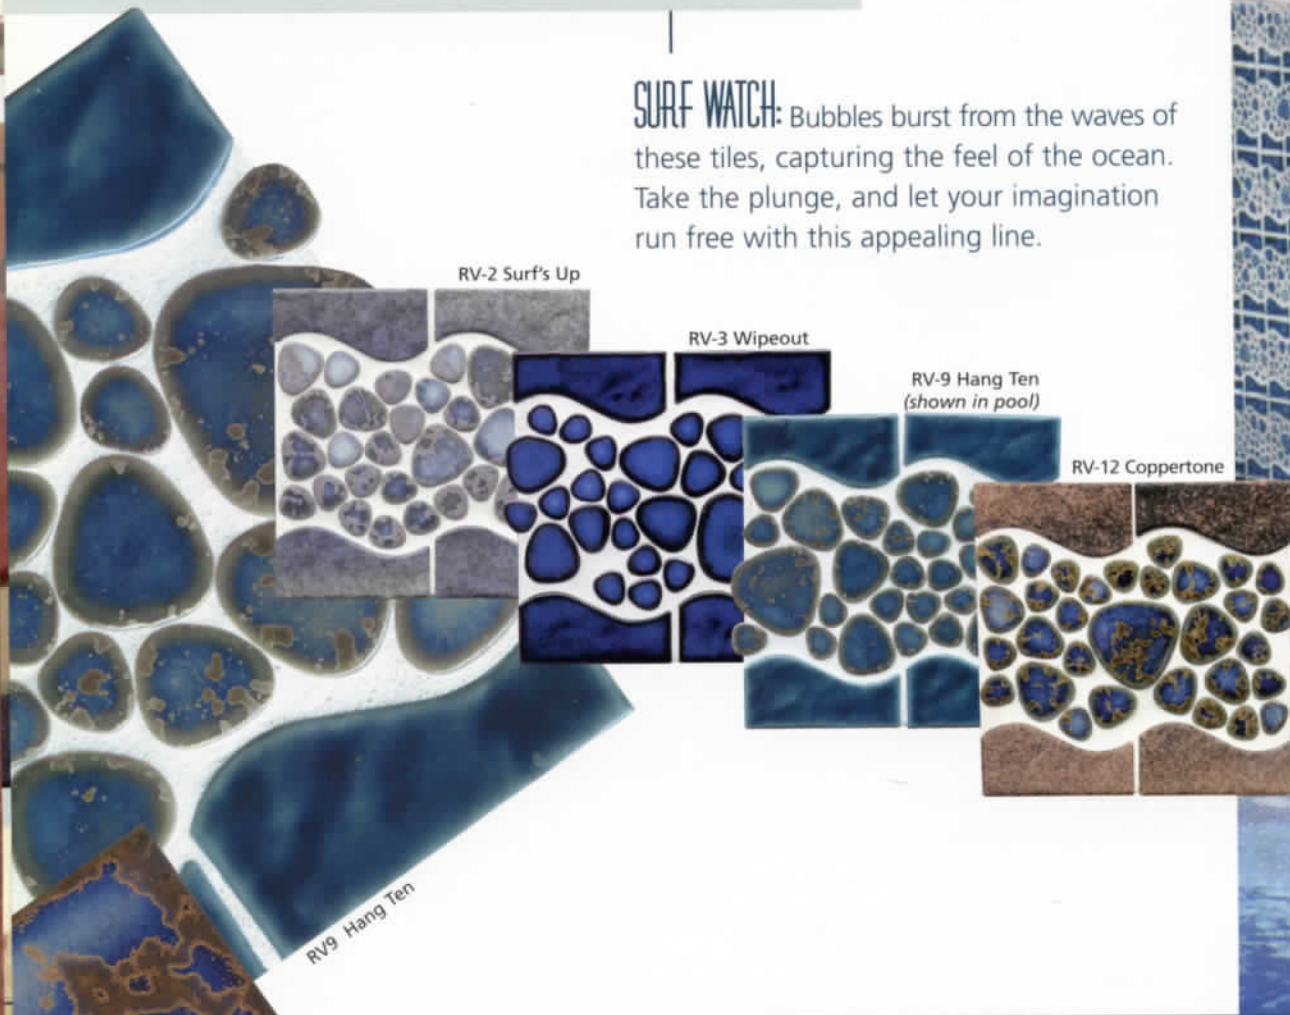 SURF WATCH: Bubbles burst from the waves of
these tiles, capturing the feel of the ocean.
Take the plunge, and let your imagination
run free with this appealing line.
RV-2 Surf's Up
RV-3 Wipeout
RV-9 Hang Ten
(shown in pool)
RV-12 Coppertone
RV9 Hang Ten